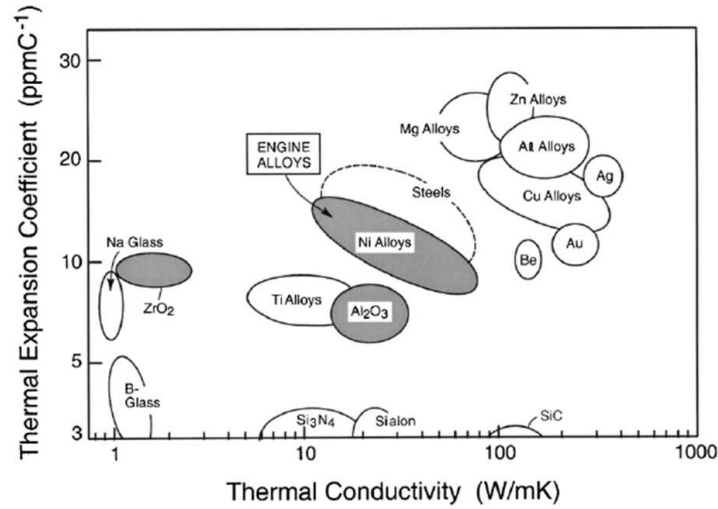 Thermal Expansion Coefficient (ppmC⁻¹)
30
20
10
5
3
Zn Alloys
Mg Alloys
Al Alloys
ENGINE
ALLOYS
Ag
Steels
Cu Alloys
Ni Alloys
Au
Na Glass
Be
ZrO₂
Ti Alloys
Al₂O₃
B-
Glass
Si₃N₄
Sialon
SiC
1
10
100
1000
Thermal Conductivity (W/mK)